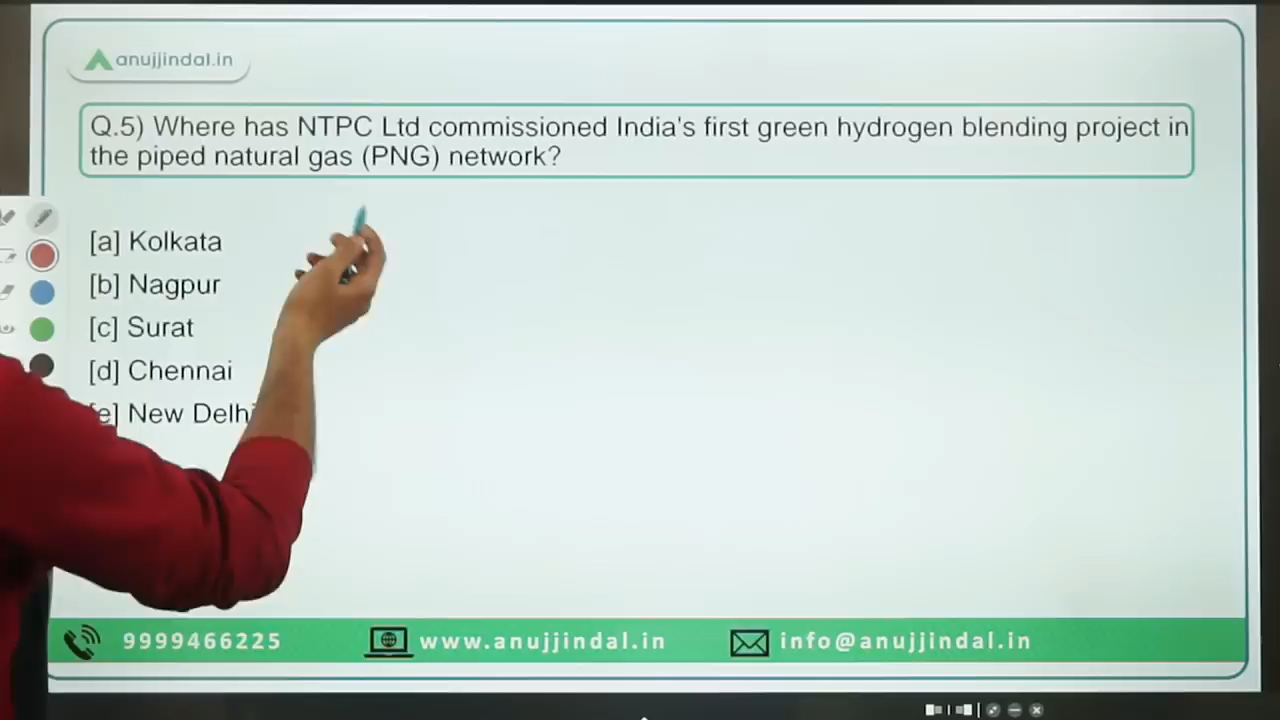 anujjindal.in
Q.5) Where has NTPC Ltd commissioned India's first green hydrogen blending project in
the piped natural gas (PNG) network?
[a] Kolkata
[b] Nagpur
[c] Surat
[d] Chennai
[e] New Delhi
9999466225
www.anujjindal.in
info@anujjindal.in